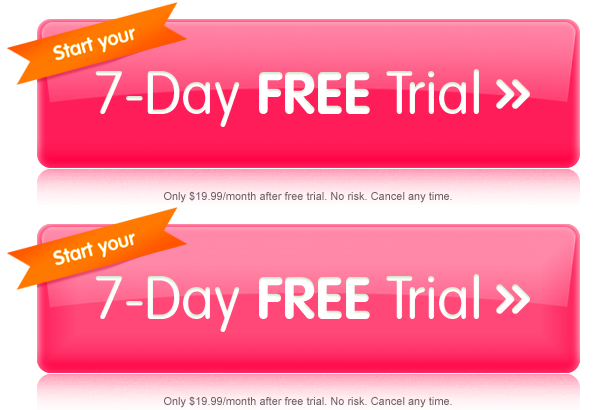 Start your
7-Day FREE Trial »
Only $19.99/month after free trial. No risk. Cancel any time.
Start your
7-Day FREE Trial »
Only $19.99/month after free trial. No risk. Cancel any time.